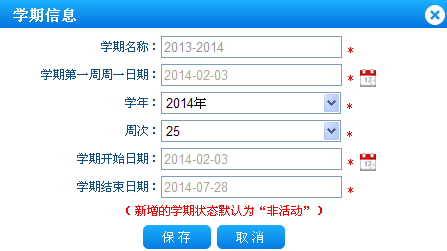 学期信息
学期名称： 2013-2014 *
学期第一周周一日期： 2014-02-03 *
学年： 2014年 *
周次： 25 *
学期开始日期： 2014-02-03 *
学期结束日期： 2014-07-28 *
（ 新增的学期状态默认为“非活动” ）
保 存 取 消